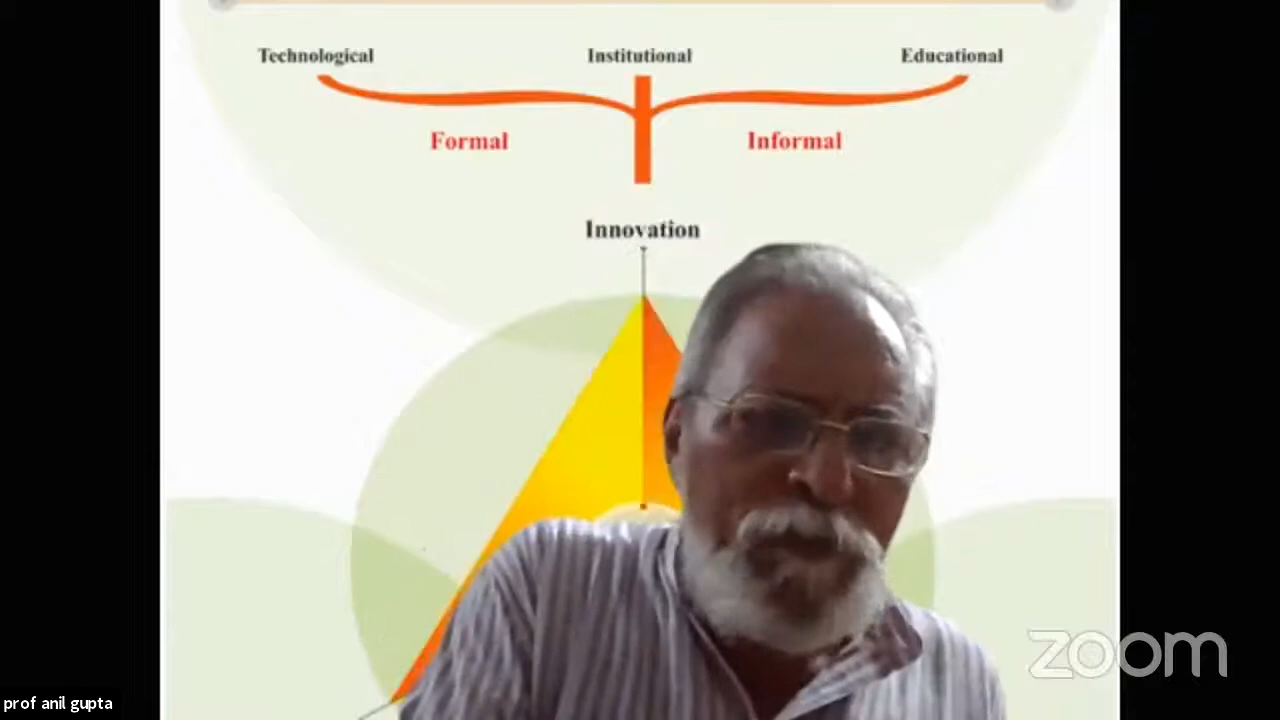 Technological Institutional Educational
Formal Informal
Innovation
zoom
prof anil gupta